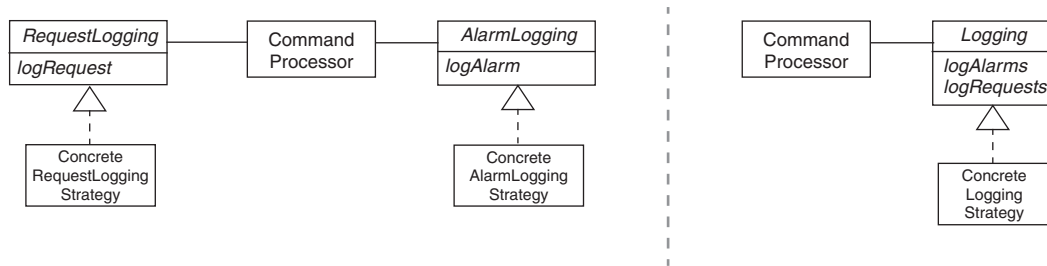 RequestLogging
logRequest
Concrete
RequestLogging
Strategy
Command
Processor
AlarmLogging
logAlarm
Concrete
AlarmLogging
Strategy
Command
Processor
Logging
logAlarms
logRequests
Concrete
Logging
Strategy